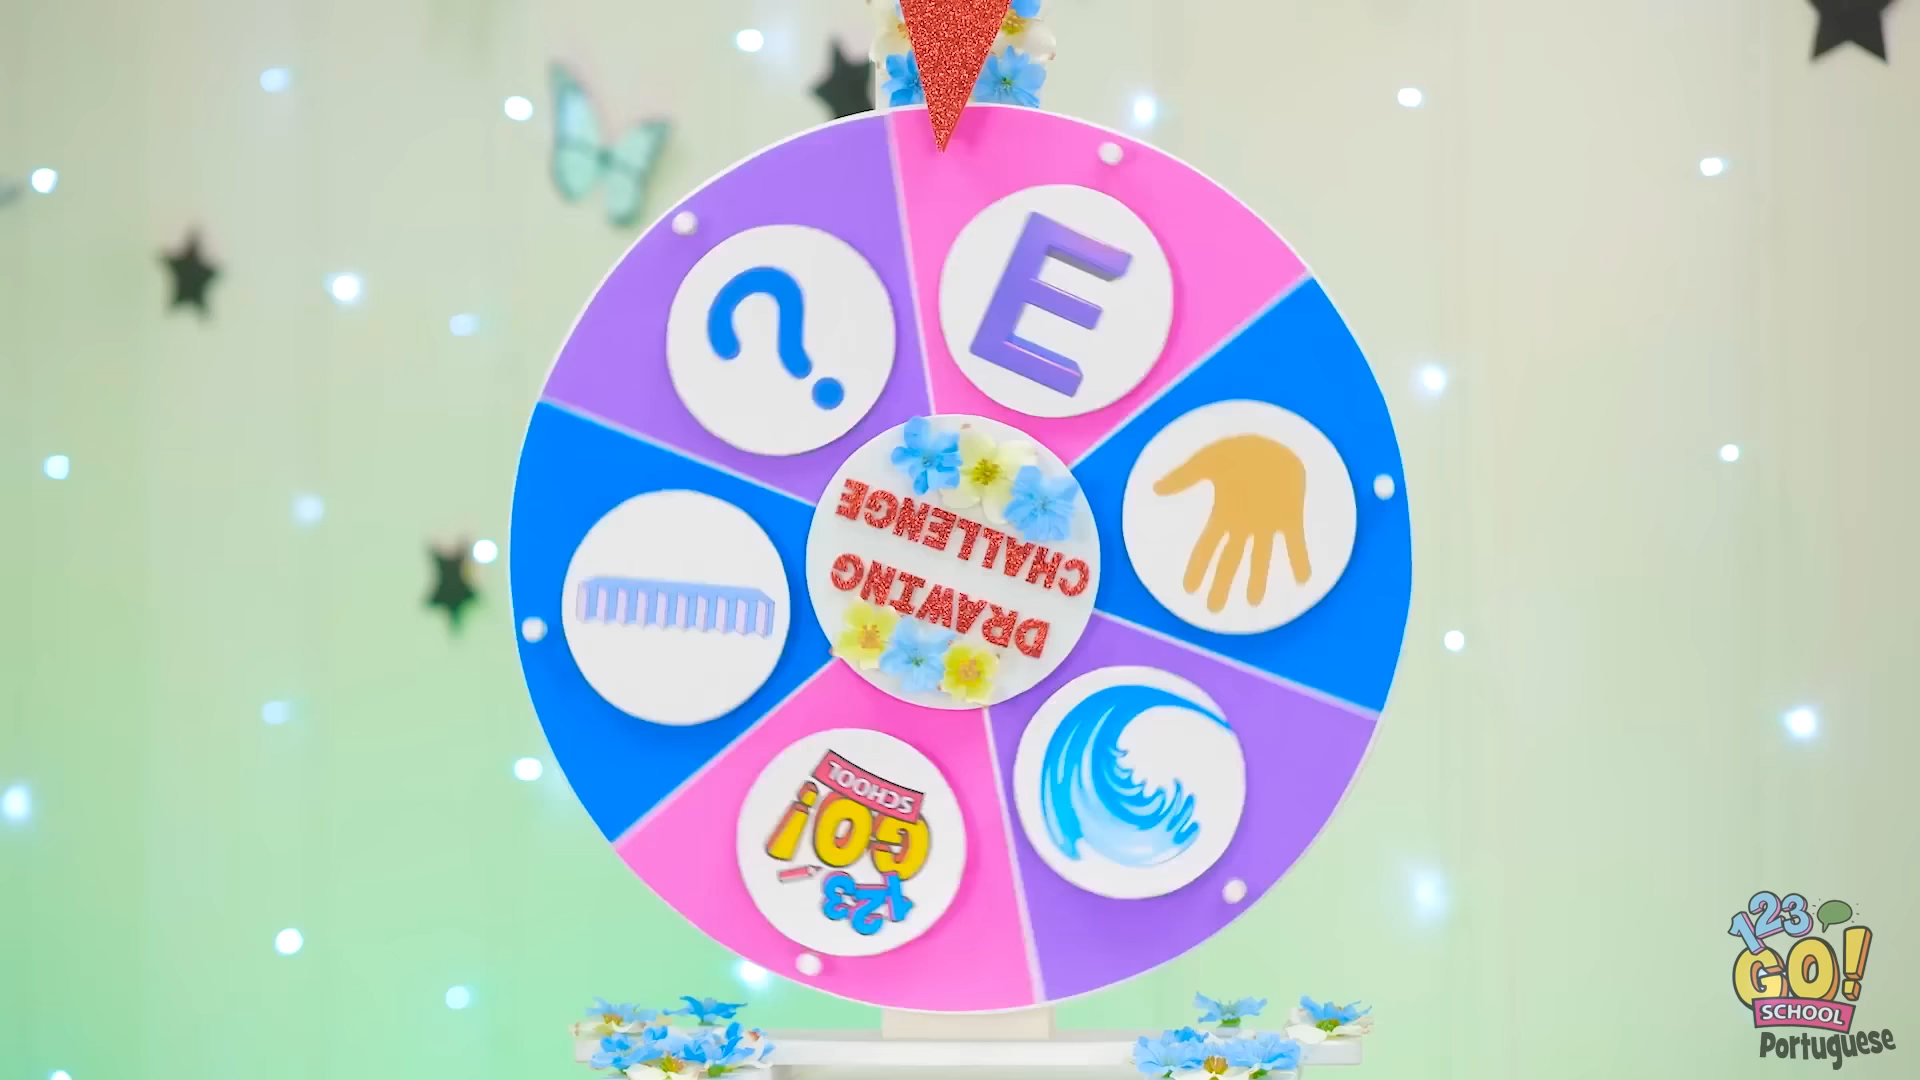 ?
E
DRAWING
CHALLENGE
123
GO!
SCHOOL
123
GO!
SCHOOL
Portuguese